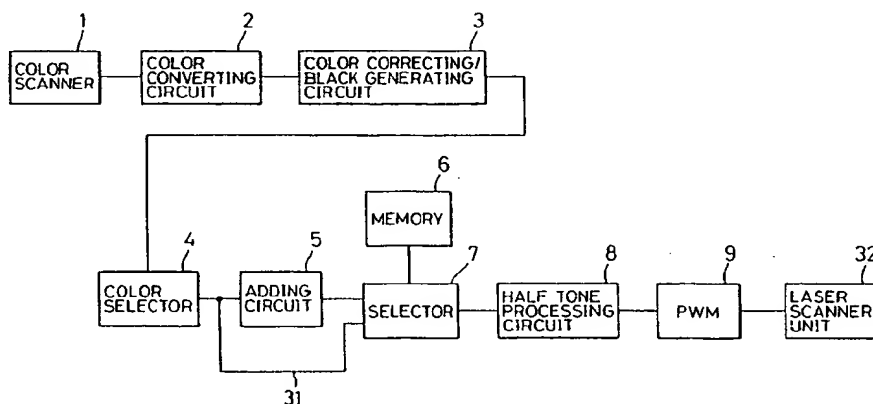 1
2
3
COLOR
SCANNER
COLOR
CONVERTING
CIRCUIT
COLOR CORRECTING/
BLACK GENERATING
CIRCUIT
6
MEMORY
4
5
7
8
9
32
COLOR
SELECTOR
ADDING
CIRCUIT
SELECTOR
HALF TONE
PROCESSING
CIRCUIT
PWM
LASER
SCANNER
UNIT
31